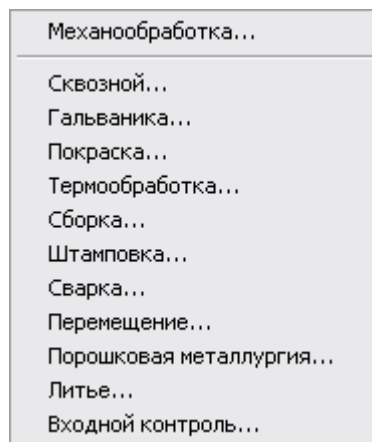 Механообработка...
Сквозной...
Гальваника...
Покраска...
Термообработка...
Сборка...
Штамповка...
Сварка...
Перемещение...
Порошковая металлургия...
Литье...
Входной контроль...